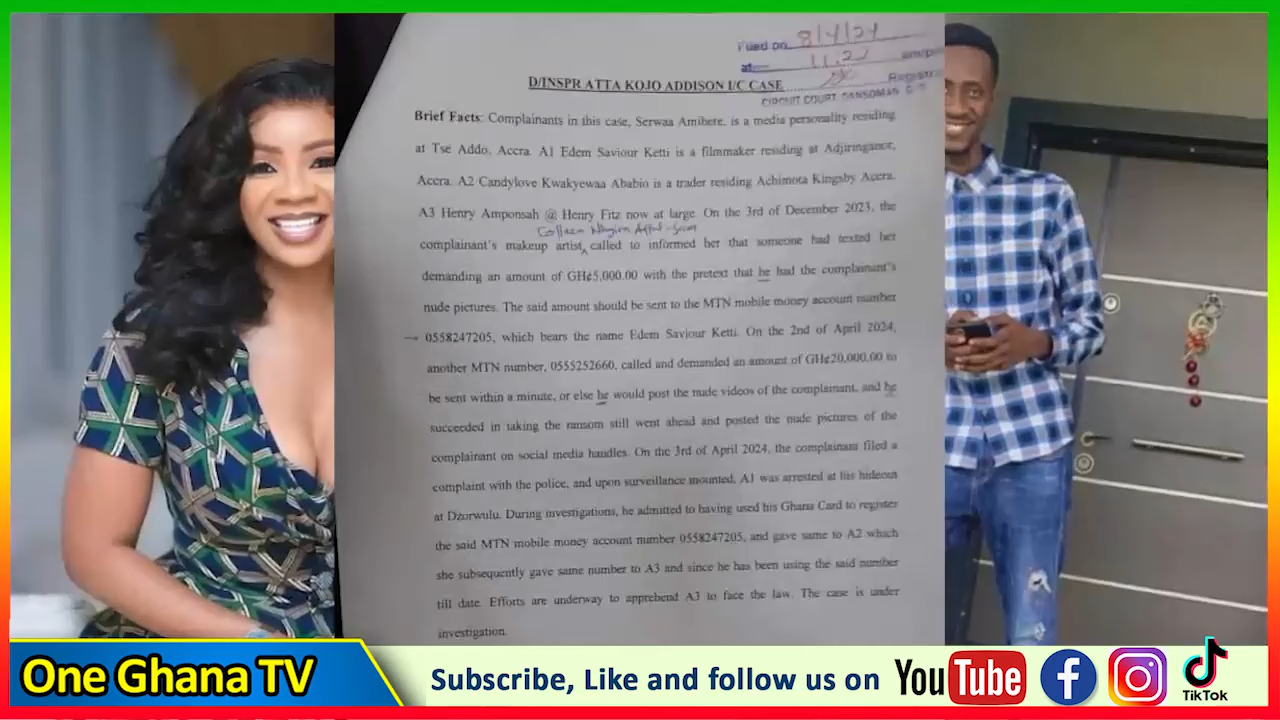 Filed on 8/4/24
at 11.21 am/pm
Registrar
CIRCUIT COURT DANSOMAN
D/INSPR ATTA KOJO ADDISON I/C CASE
Brief Facts: Complainants in this case, Serwaa Amihere, is a media personality residing
at Tse Addo, Accra. A1 Edem Saviour Ketti is a filmmaker residing at Adjiringanor,
Accra. A2 Candylove Kwakyewaa Ababio is a trader residing Achimota Kingsby Accra.
A3 Henry Amponsah @ Henry Fitz now at large. On the 3rd of December 2023, the
complainant's makeup artist, called to informed her that someone had texted her
demanding an amount of GH¢5,000.00 with the pretext that he had the complainant's
nude pictures. The said amount should be sent to the MTN mobile money account number
0558247205, which bears the name Edem Saviour Ketti. On the 2nd of April 2024,
another MTN number, 0555252660, called and demanded an amount of GH¢20,000.00 to
be sent within a minute, or else he would post the nude videos of the complainant, and he
succeeded in taking the ransom still went ahead and posted the nude pictures of the
complainant on social media handles. On the 3rd of April 2024, the complainant filed a
complaint with the police, and upon surveillance mounted, A1 was arrested at his hideout
at Dzorwulu. During investigations, he admitted to having used his Ghana Card to register
the said MTN mobile money account number 0558247205, and gave same to A2 which
she subsequently gave same number to A3 and since he has been using the said number
till date. Efforts are underway to apprehend A3 to face the law. The case is under
investigation.
One Ghana TV
Subscribe, Like and follow us on YouTube
TikTok